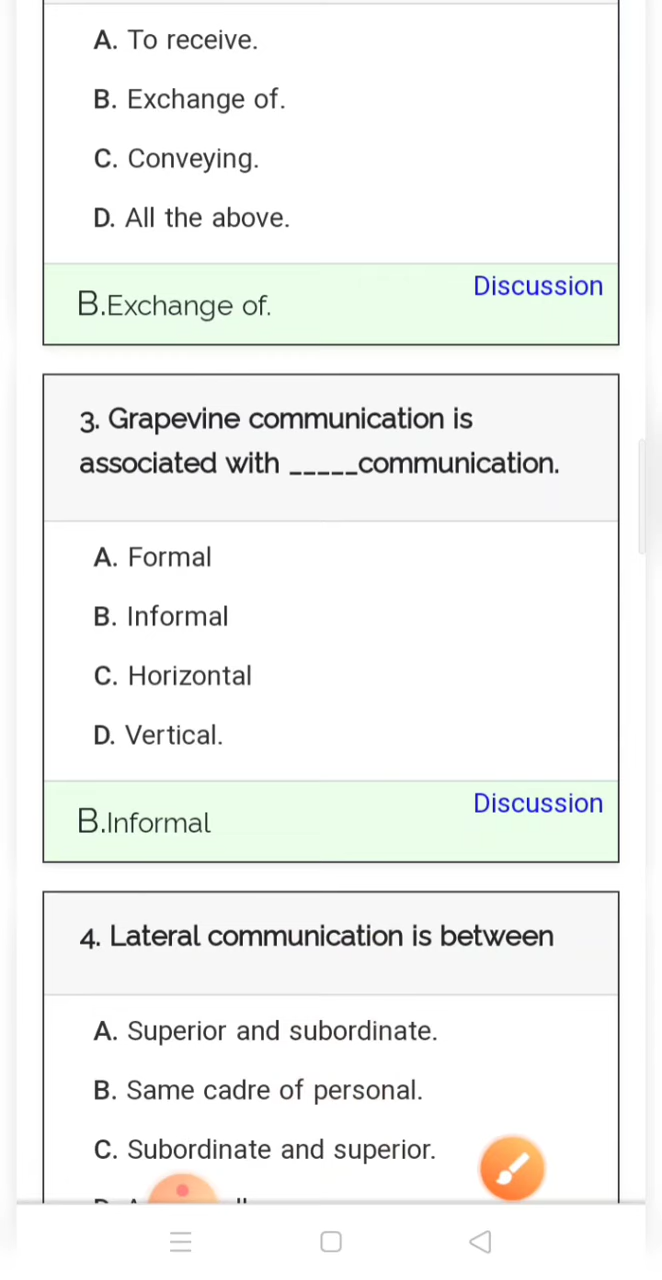 A. To receive.
B. Exchange of.
C. Conveying.
D. All the above.
Discussion
B.Exchange of.
3. Grapevine communication is
associated with _____communication.
A. Formal
B. Informal
C. Horizontal
D. Vertical.
Discussion
B.Informal
4. Lateral communication is between
A. Superior and subordinate.
B. Same cadre of personal.
C. Subordinate and superior.